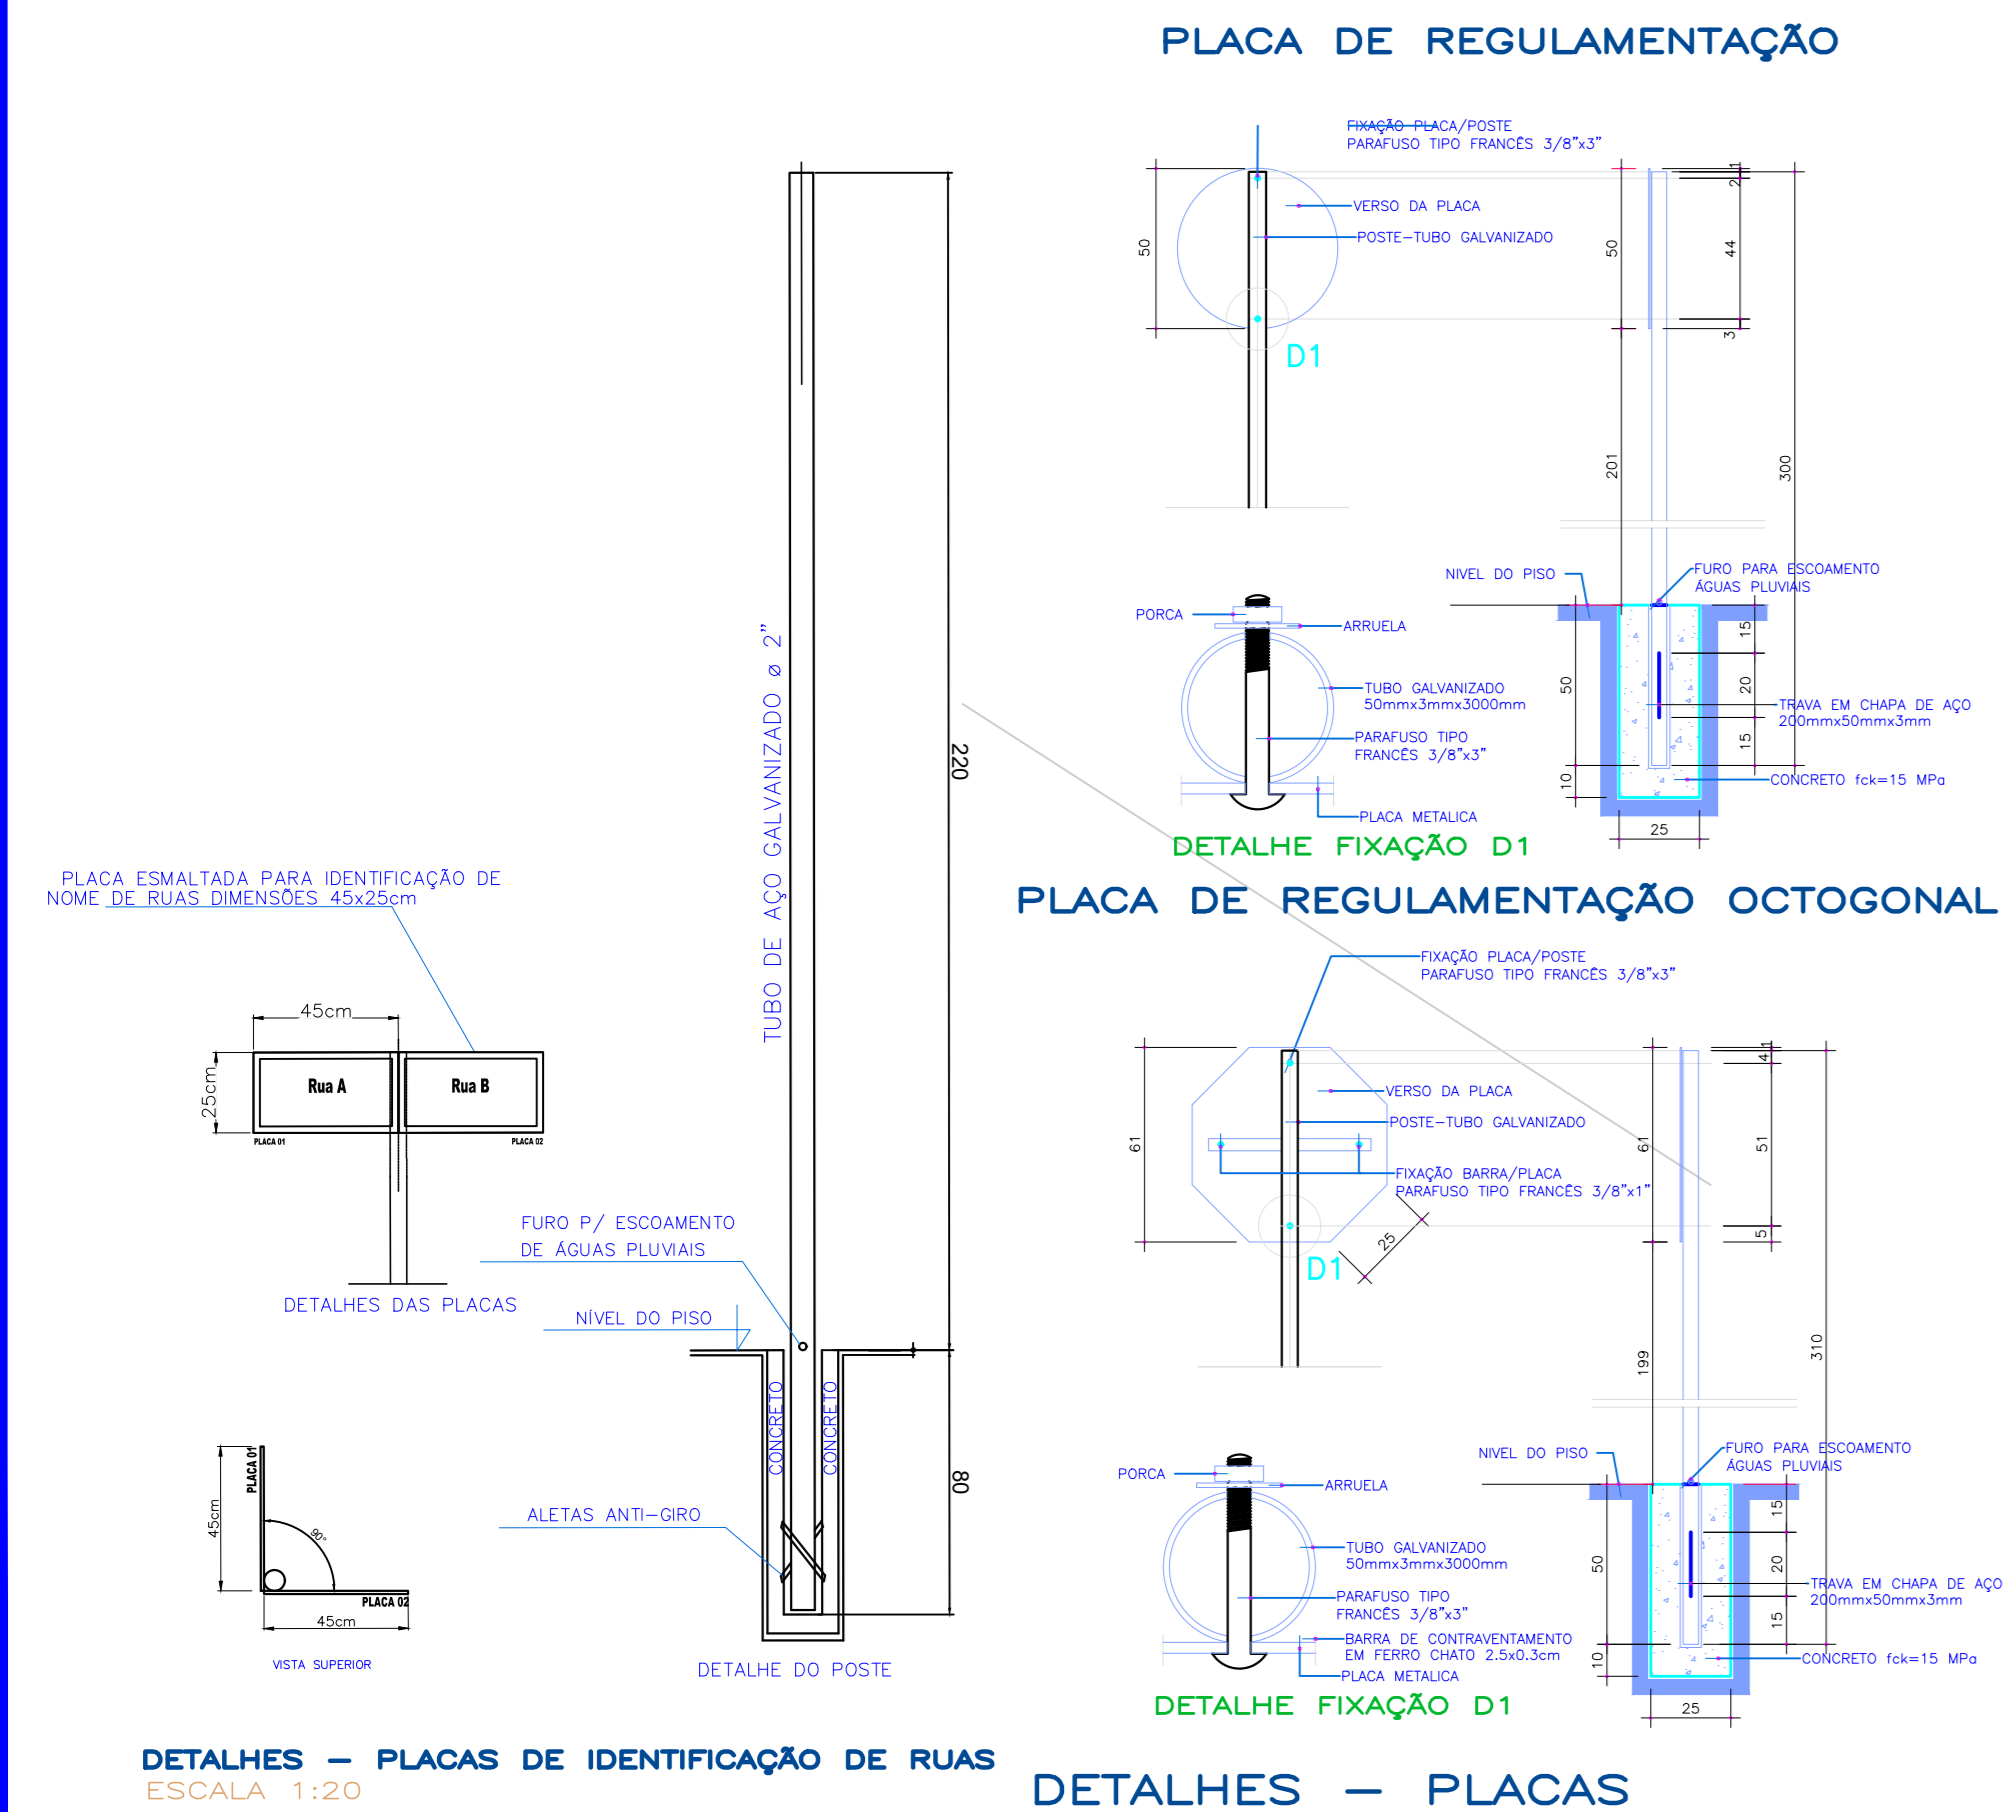 PLACA DE REGULAMENTAÇÃO
FIXAÇÃO PLACA/POSTE
PARAFUSO TIPO FRANCÊS 3/8"x3"
VERSO DA PLACA
POSTE-TUBO GALVANIZADO
50
50
1
2
44
3
D1
201
300
NIVEL DO PISO
FURO PARA ESCOAMENTO
ÁGUAS PLUVIAIS
PORCA
ARRUELA
TUBO GALVANIZADO
50mmx3mmx3000mm
PARAFUSO TIPO
FRANCÊS 3/8"x3"
PLACA METALICA
50
10
15
20
15
TRAVA EM CHAPA DE AÇO
200mmx50mmx3mm
CONCRETO fck=15 MPa
25
DETALHE FIXAÇÃO D1
PLACA DE REGULAMENTAÇÃO OCTOGONAL
FIXAÇÃO PLACA/POSTE
PARAFUSO TIPO FRANCÊS 3/8"x3"
VERSO DA PLACA
POSTE-TUBO GALVANIZADO
FIXAÇÃO BARRA/PLACA
PARAFUSO TIPO FRANCÊS 3/8"x1"
61
61
1
4
51
5
25
D1
199
310
NIVEL DO PISO
FURO PARA ESCOAMENTO
ÁGUAS PLUVIAIS
PORCA
ARRUELA
TUBO GALVANIZADO
50mmx3mmx3000mm
PARAFUSO TIPO
FRANCÊS 3/8"x3"
BARRA DE CONTRAVENTAMENTO
EM FERRO CHATO 2.5x0.3cm
PLACA METALICA
50
10
15
20
15
TRAVA EM CHAPA DE AÇO
200mmx50mmx3mm
CONCRETO fck=15 MPa
25
DETALHE FIXAÇÃO D1
DETALHES - PLACAS
TUBO DE AÇO GALVANIZADO ø 2"
220
80
PLACA ESMALTADA PARA IDENTIFICAÇÃO DE
NOME DE RUAS DIMENSÕES 45x25cm
45cm
25cm
Rua A
Rua B
PLACA 01
PLACA 02
DETALHES DAS PLACAS
FURO P/ ESCOAMENTO
DE ÁGUAS PLUVIAIS
NÍVEL DO PISO
CONCRETO
CONCRETO
ALETAS ANTI-GIRO
DETALHE DO POSTE
PLACA 01
45cm
90°
PLACA 02
45cm
VISTA SUPERIOR
DETALHES - PLACAS DE IDENTIFICAÇÃO DE RUAS
ESCALA 1:20